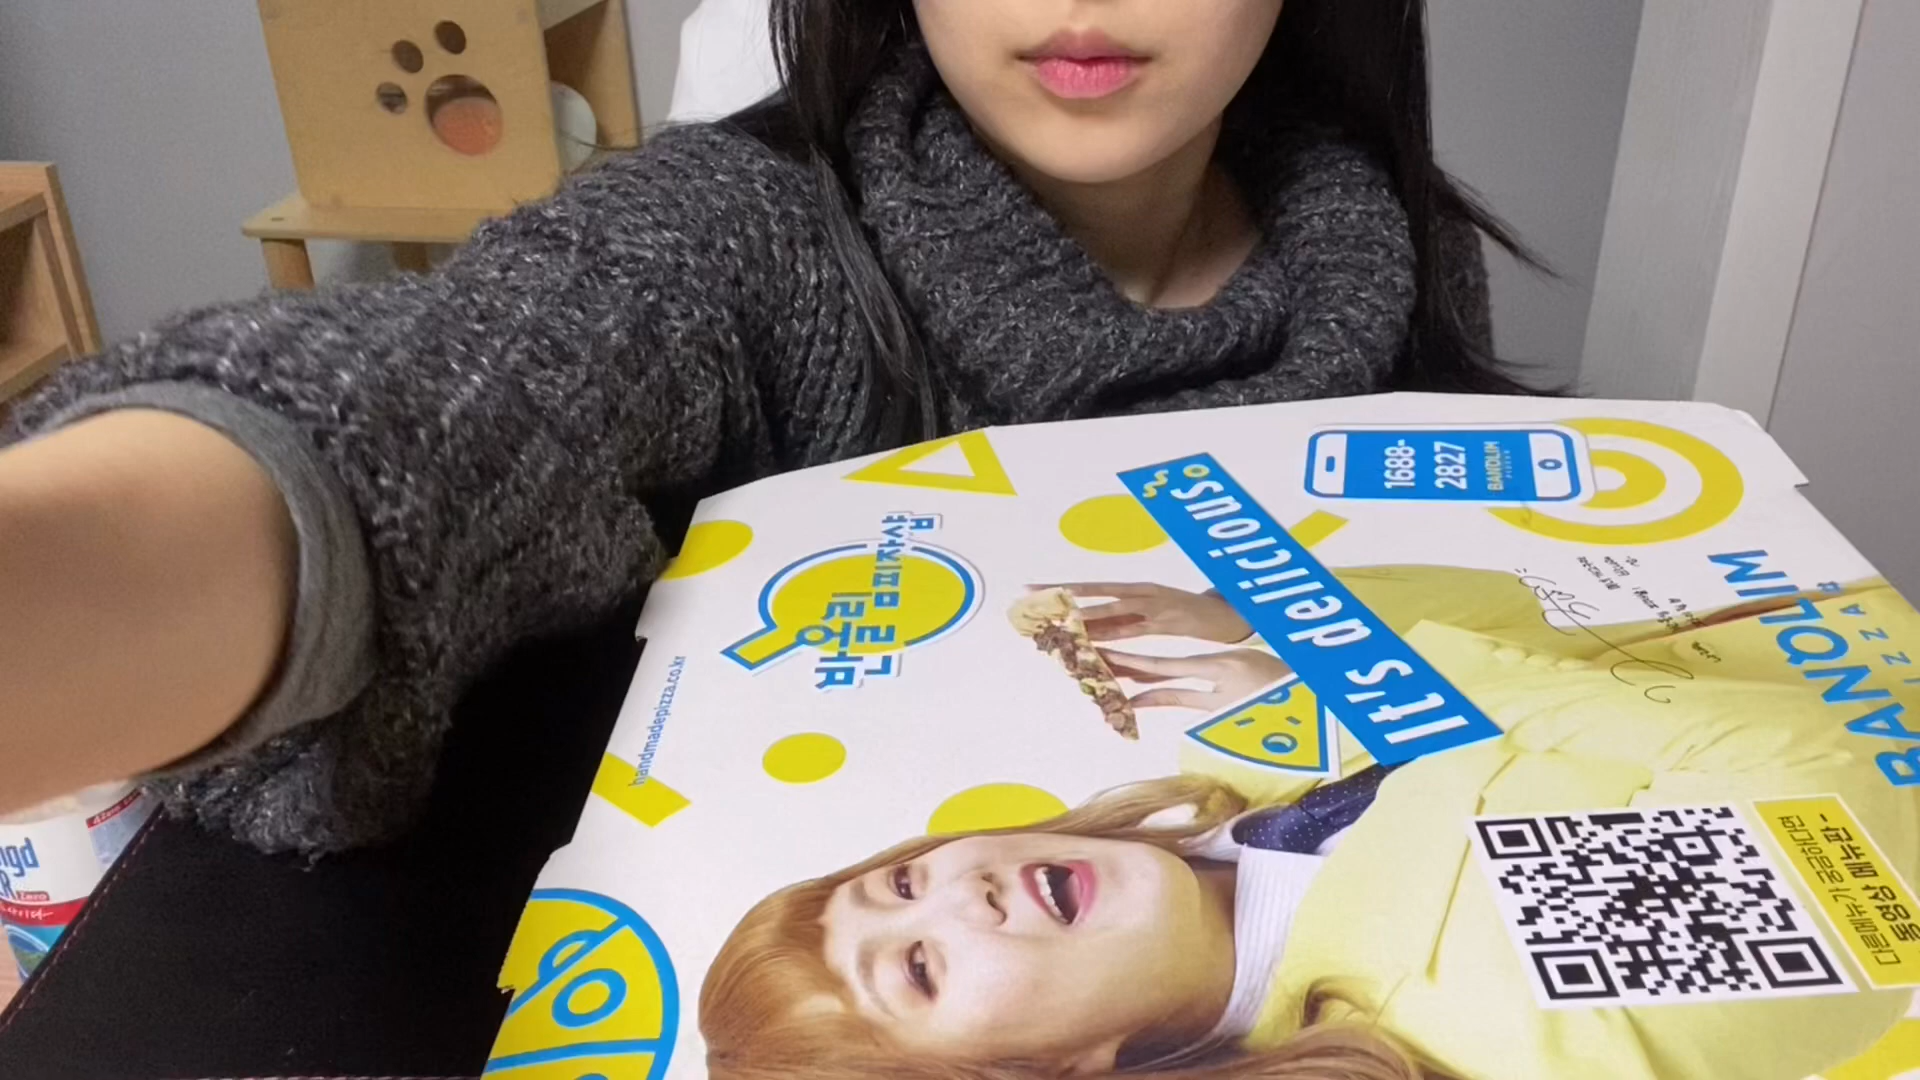 반올림피자샵
handmadepizza.co.kr
It's delicious
1688-
2827
BANOLIM
BANOLIM
PIZZA
다른메뉴가 궁금하다면
동영상 메뉴판-
Zero